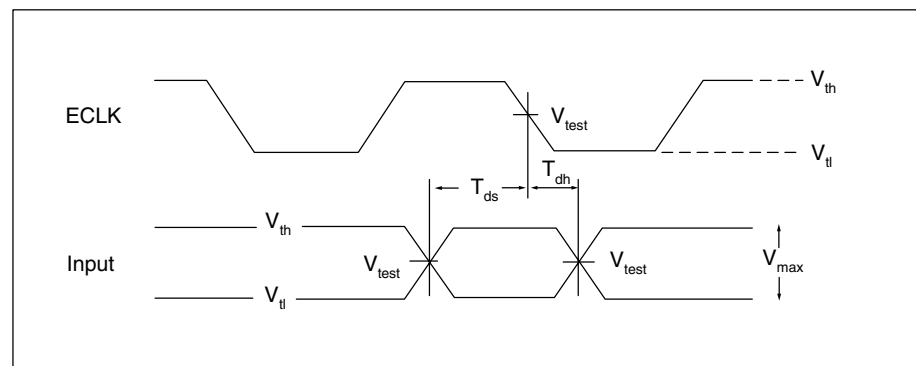 V_th
ECLK
V_test
V_tl
T_dh
T_ds
V_th
Input
V_test
V_test
V_max
V_tl